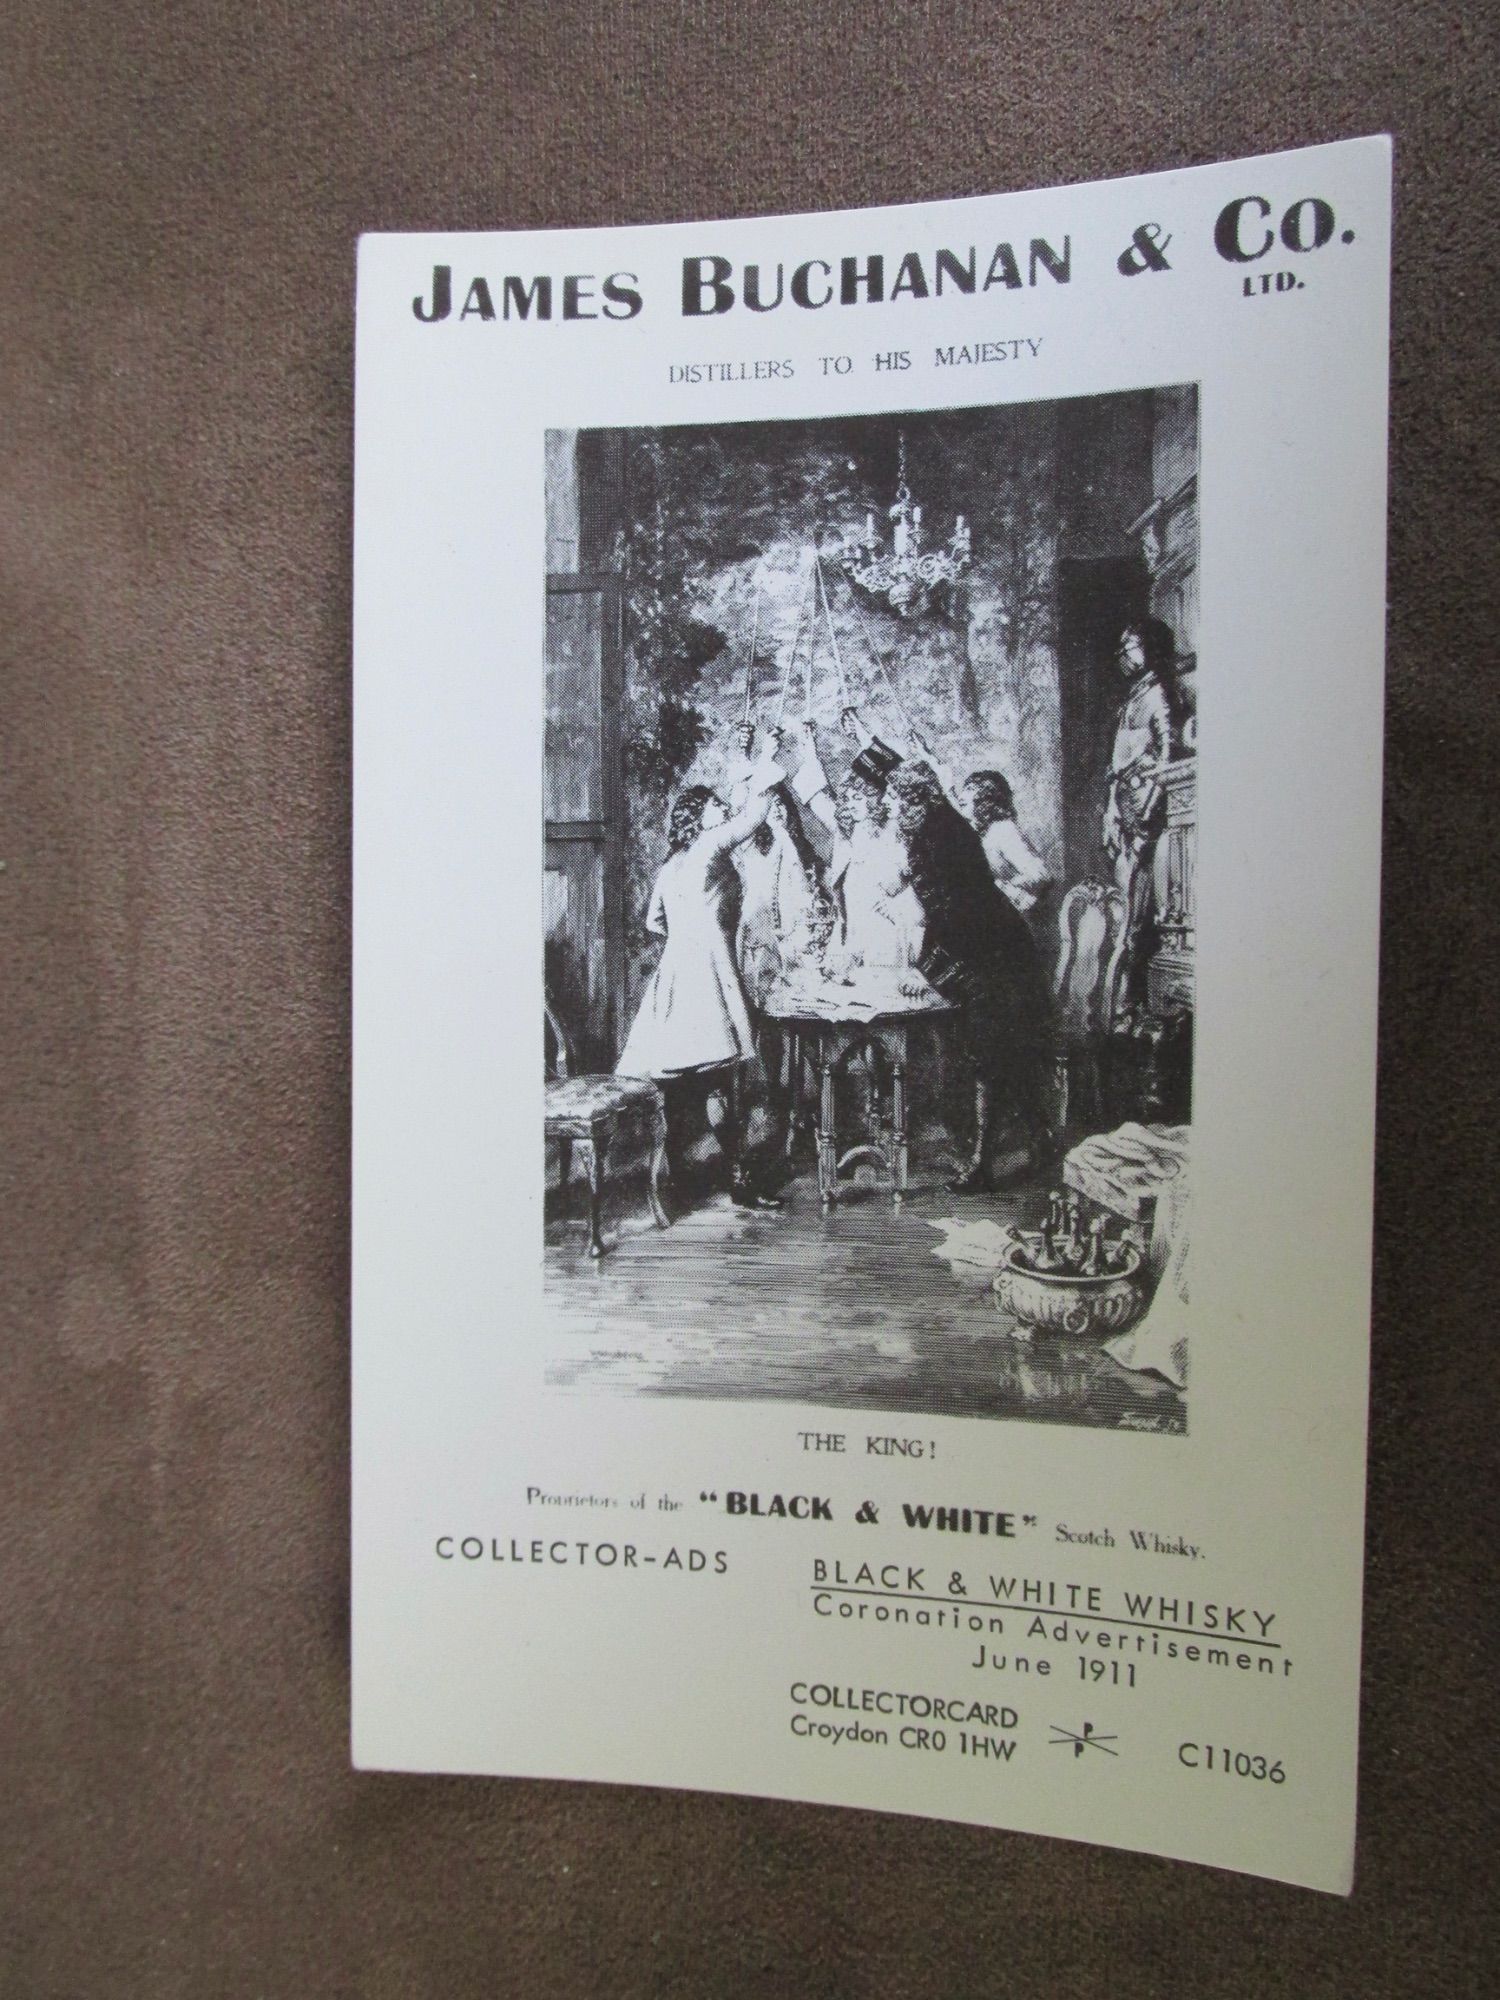 JAMES BUCHANAN & CO. LTD.
DISTILLERS TO HIS MAJESTY
THE KING!
Proprietors of the "BLACK & WHITE" Scotch Whisky.
COLLECTOR-ADS
BLACK & WHITE WHISKY
Coronation Advertisement
June 1911
COLLECTORCARD
Croydon CR0 1HW
P
P
C11036